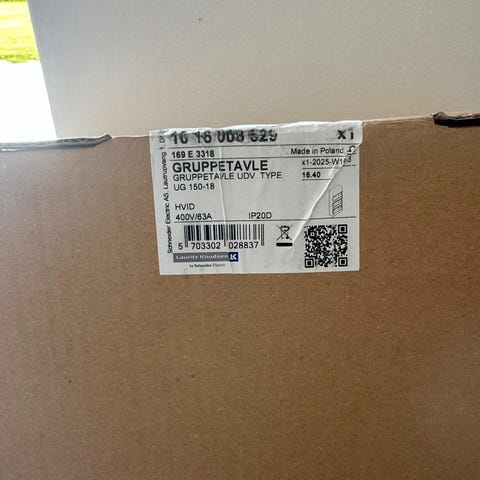 10 16 008 829 x1
169 E 3318 Made in Poland
GRUPPETAVLE
GRUPPETAVLE UDV. TYPE 16.40
UG 150-18
HVID
400V/63A IP20D
5 703302 028837
Lauritz Knudsen K
by Schneider Electric
Schneider Electric AS, Lautrupvang 1,